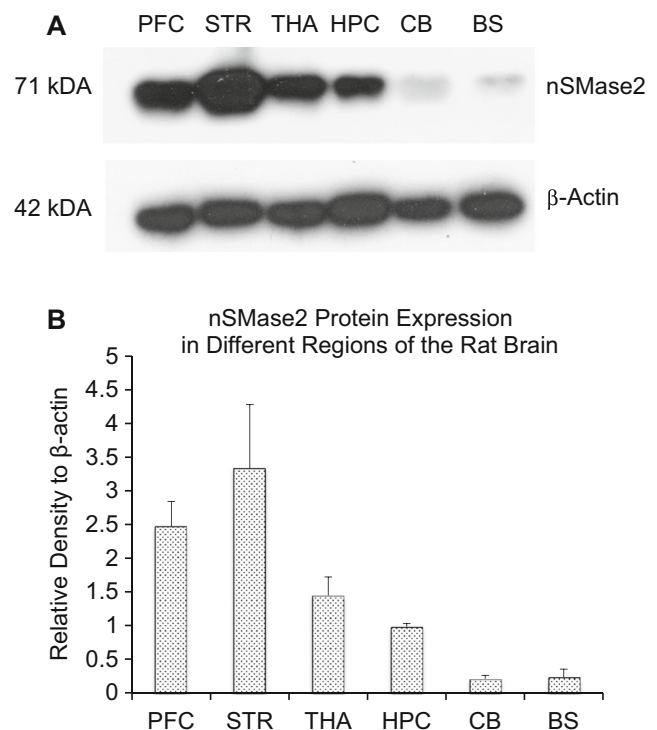 A PFC STR THA HPC CB BS
71 kDA nSMase2
42 kDA β-Actin
B nSMase2 Protein Expression
in Different Regions of the Rat Brain
Relative Density to β-actin
5
4.5
4
3.5
3
2.5
2
1.5
1
0.5
0
PFC STR THA HPC CB BS